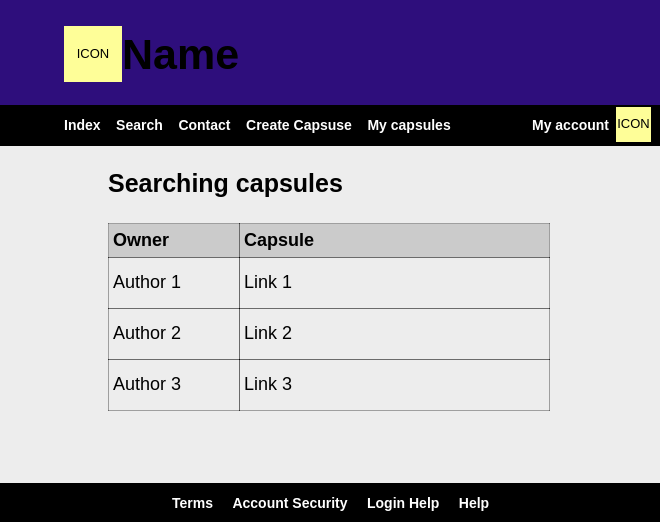 ICON Name
Index Search Contact Create Capsuse My capsules My account ICON
Searching capsules
Owner Capsule
Author 1 Link 1
Author 2 Link 2
Author 3 Link 3
Terms Account Security Login Help Help